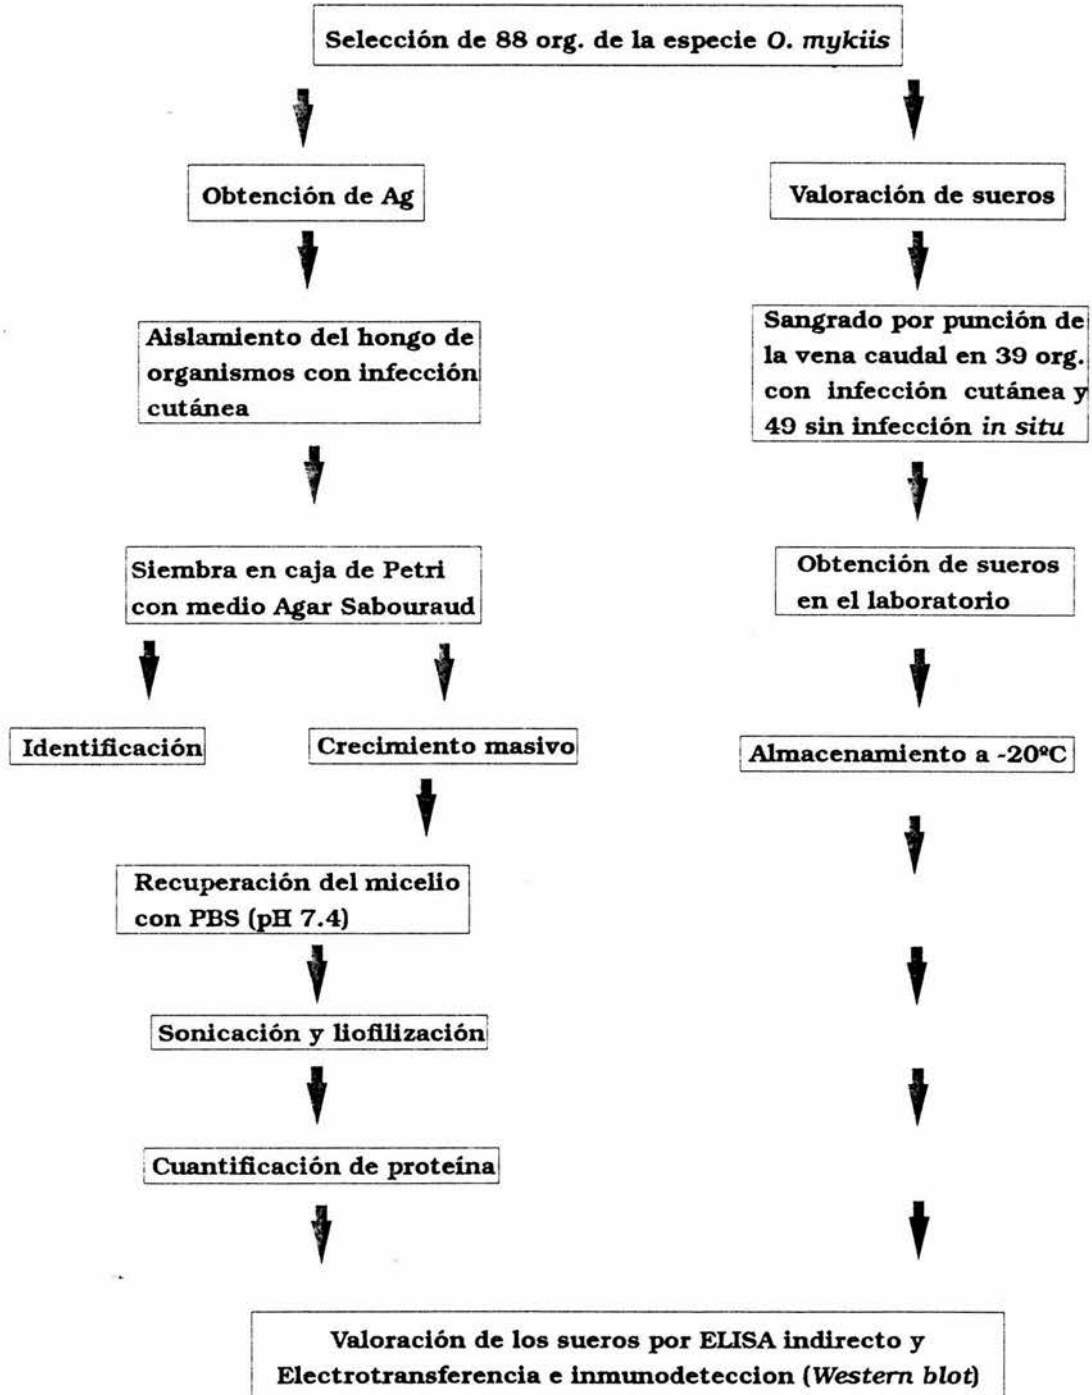 Selección de 88 org. de la especie O. mykiis
Obtención de Ag
Valoración de sueros
Aislamiento del hongo de
organismos con infección
cutánea
Sangrado por punción de
la vena caudal en 39 org.
con infección cutánea y
49 sin infección in situ
Siembra en caja de Petri
con medio Agar Sabouraud
Obtención de sueros
en el laboratorio
Identificación
Crecimiento masivo
Almacenamiento a -20ºC
Recuperación del micelio
con PBS (pH 7.4)
Sonicación y liofilización
Cuantificación de proteína
Valoración de los sueros por ELISA indirecto y
Electrotransferencia e inmunodeteccion (Western blot)